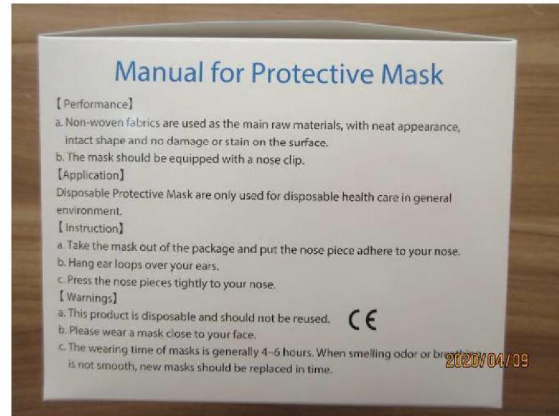 Manual for Protective Mask
【Performance】
a. Non-woven fabrics are used as the main raw materials, with neat appearance,
intact shape and no damage or stain on the surface.
b. The mask should be equipped with a nose clip.
【Application】
Disposable Protective Mask are only used for disposable health care in general
environment.
【Instruction】
a. Take the mask out of the package and put the nose piece adhere to your nose.
b. Hang ear loops over your ears.
c. Press the nose pieces tightly to your nose.
【Warnings】
a. This product is disposable and should not be reused. CE
b. Please wear a mask close to your face.
c. The wearing time of masks is generally 4–6 hours. When smelling odor or
is not smooth, new masks should be replaced in time.
2020/04/09